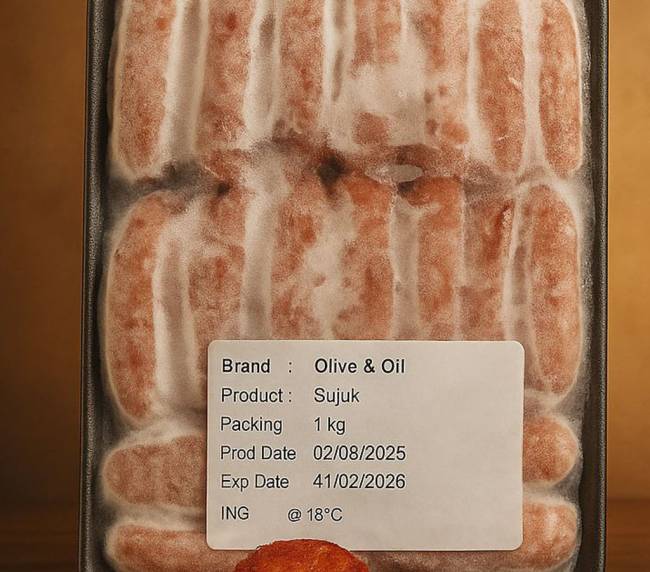 Brand : Olive & Oil
Product : Sujuk
Packing 1 kg
Prod Date 02/08/2025
Exp Date 41/02/2026
ING @ 18°C